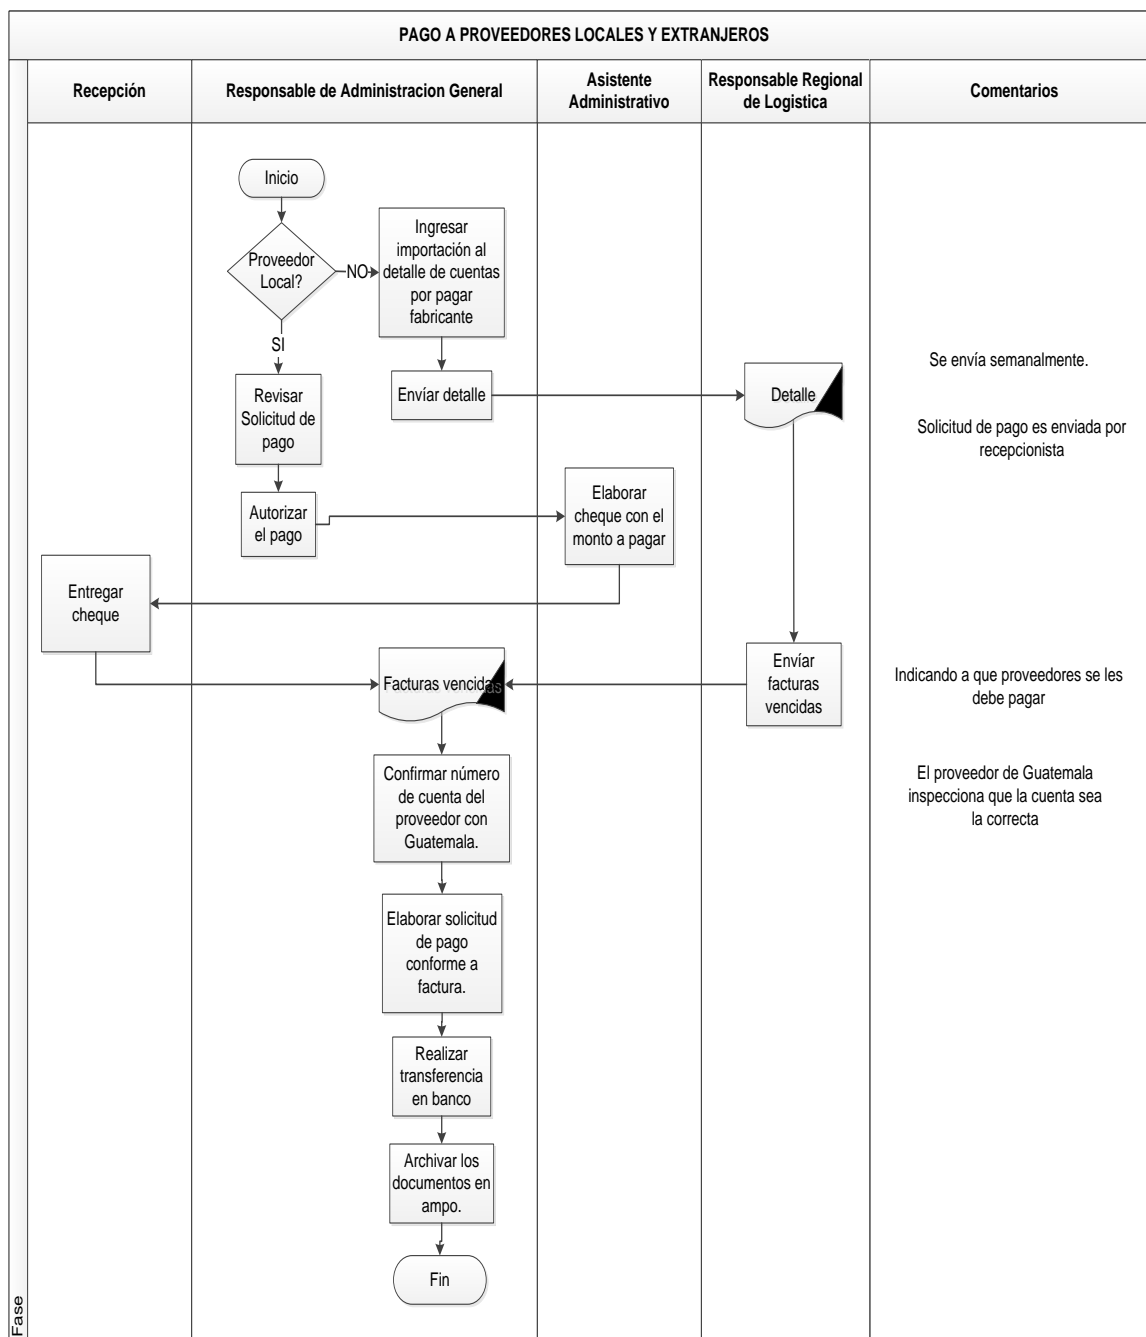 PAGO A PROVEEDORES LOCALES Y EXTRANJEROS
Recepción
Responsable de Administracion General
Asistente
Administrativo
Responsable Regional
de Logistica
Comentarios
Inicio
Proveedor
Local?
NO
Ingresar
importación al
detalle de cuentas
por pagar
fabricante
SI
Envíar detalle
Detalle
Se envía semanalmente.
Revisar
Solicitud de
pago
Solicitud de pago es enviada por
recepcionista
Autorizar
el pago
Elaborar
cheque con el
monto a pagar
Entregar
cheque
Facturas vencidas
Envíar
facturas
vencidas
Indicando a que proveedores se les
debe pagar
Confirmar número
de cuenta del
proveedor con
Guatemala.
El proveedor de Guatemala
inspecciona que la cuenta sea
la correcta
Elaborar solicitud
de pago
conforme a
factura.
Realizar
transferencia
en banco
Archivar los
documentos en
ampo.
Fin
Fase